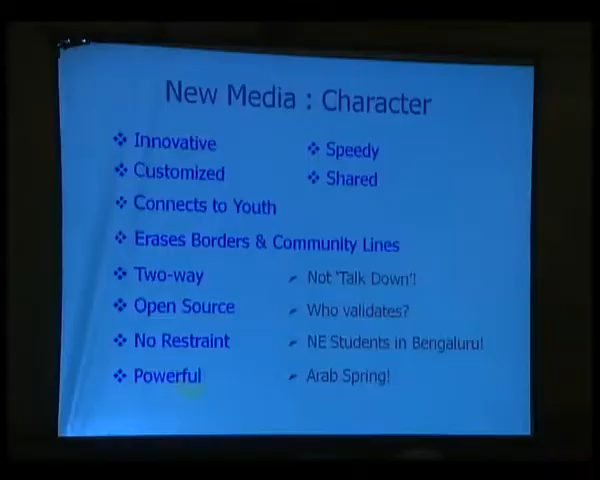 New Media : Character
❖ Innovative ❖ Speedy
❖ Customized ❖ Shared
❖ Connects to Youth
❖ Erases Borders & Community Lines
❖ Two-way ➢ Not 'Talk Down'!
❖ Open Source ➢ Who validates?
❖ No Restraint ➢ NE Students in Bengaluru!
❖ Powerful ➢ Arab Spring!